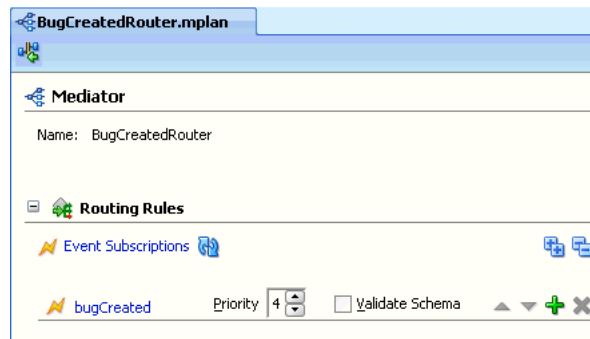 BugCreatedRouter.mplan
Mediator
Name: BugCreatedRouter
Routing Rules
Event Subscriptions
bugCreated Priority 4 Validate Schema